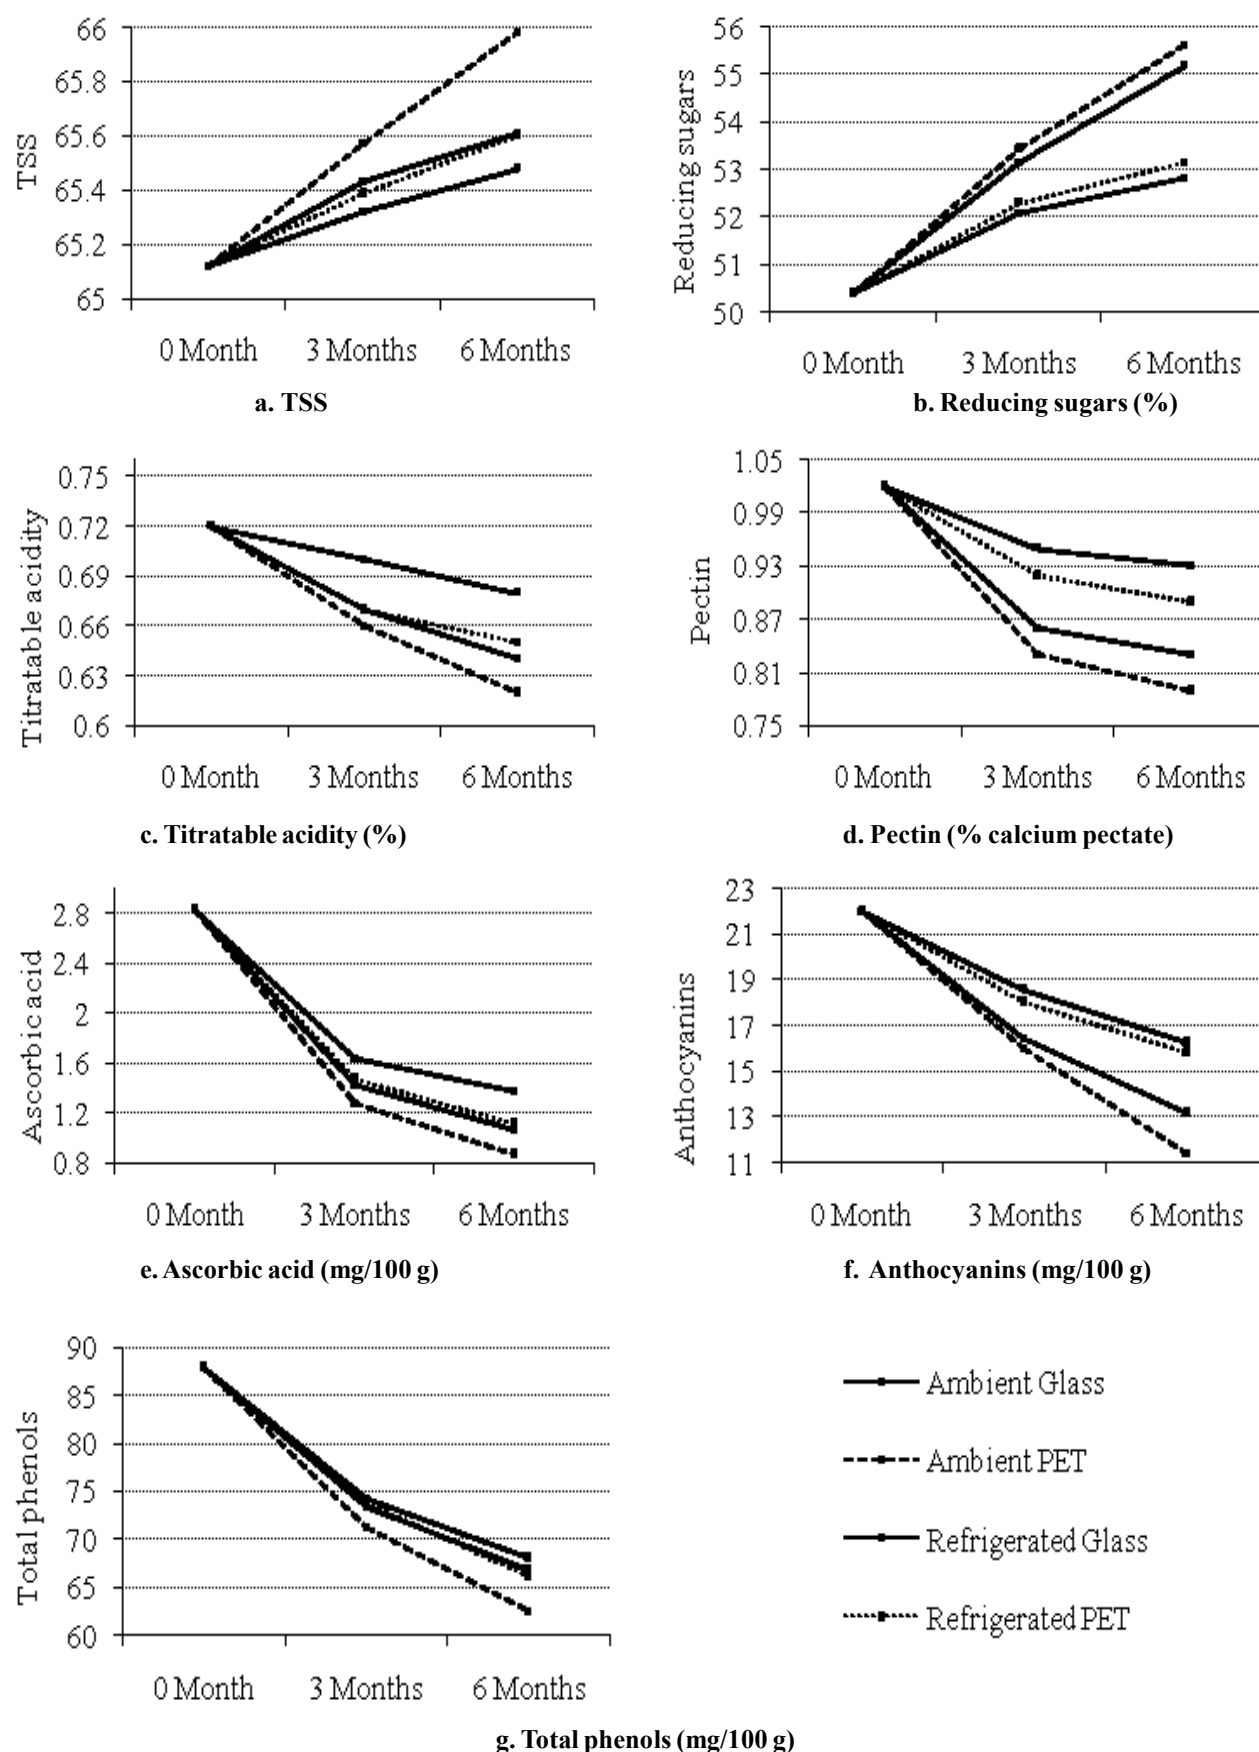 TSS
66
65.8
65.6
65.4
65.2
65
0 Month 3 Months 6 Months
a. TSS
Reducing sugars
56
55
54
53
52
51
50
0 Month 3 Months 6 Months
b. Reducing sugars (%)
Titratable acidity
0.75
0.72
0.69
0.66
0.63
0.6
0 Month 3 Months 6 Months
c. Titratable acidity (%)
Pectin
1.05
0.99
0.93
0.87
0.81
0.75
0 Month 3 Months 6 Months
d. Pectin (% calcium pectate)
Ascorbic acid
2.8
2.4
2
1.6
1.2
0.8
0 Month 3 Months 6 Months
e. Ascorbic acid (mg/100 g)
Anthocyanins
23
21
19
17
15
13
11
0 Month 3 Months 6 Months
f. Anthocyanins (mg/100 g)
Total phenols
90
85
80
75
70
65
60
0 Month 3 Months 6 Months
Ambient Glass
Ambient PET
Refrigerated Glass
Refrigerated PET
g. Total phenols (mg/100 g)